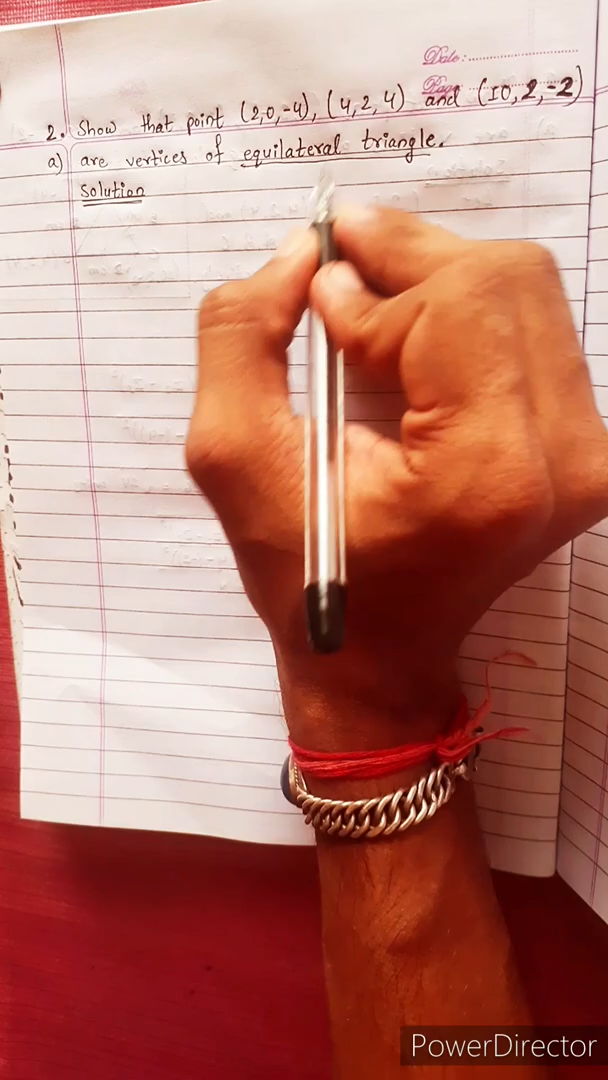 Date:
Page
2. Show that point (2,0,-4), (4,2,4) and (10,2,-2)
a) are vertices of equilateral triangle.
Solution
PowerDirector